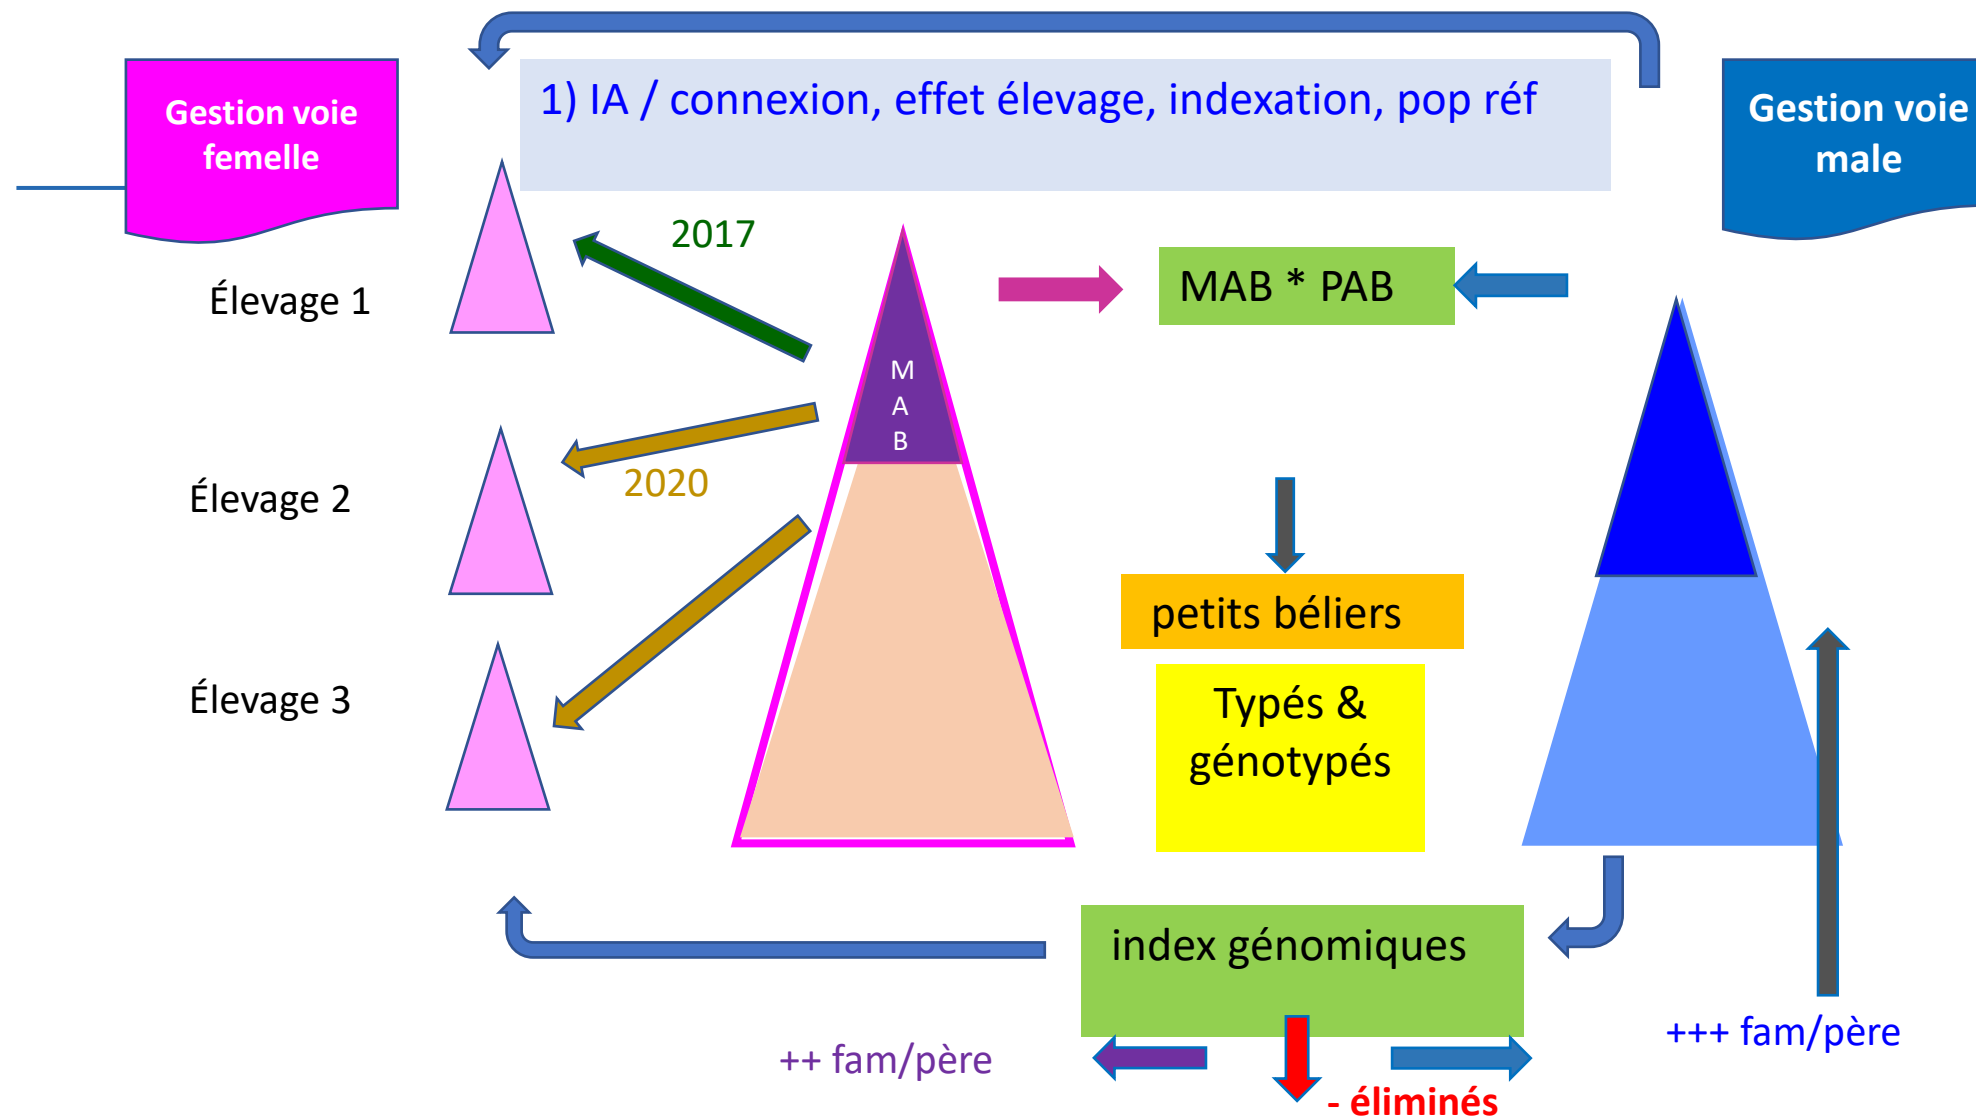 Gestion voie
femelle
1) IA / connexion, effet élevage, indexation, pop réf
Gestion voie
male
2017
Élevage 1
MAB * PAB
M
A
B
2020
Élevage 2
petits béliers
Élevage 3
Typés &
génotypés
index génomiques
++ fam/père
+++ fam/père
- éliminés